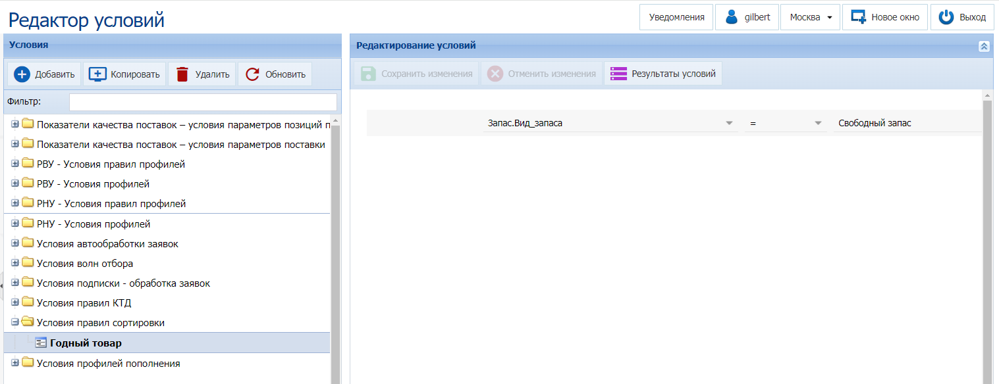 Редактор условий
Уведомления
gilbert
Москва
Новое окно
Выход
Условия
Добавить
Копировать
Удалить
Обновить
Фильтр:
Показатели качества поставок – условия параметров позиций п
Показатели качества поставок – условия параметров поставки
РВУ - Условия правил профилей
РВУ - Условия профилей
РНУ - Условия правил профилей
РНУ - Условия профилей
Условия автообработки заявок
Условия волн отбора
Условия подписки - обработка заявок
Условия правил КТД
Условия правил сортировки
Годный товар
Условия профилей пополнения
Редактирование условий
Сохранить изменения
Отменить изменения
Результаты условий
Запас.Вид_запаса
=
Свободный запас